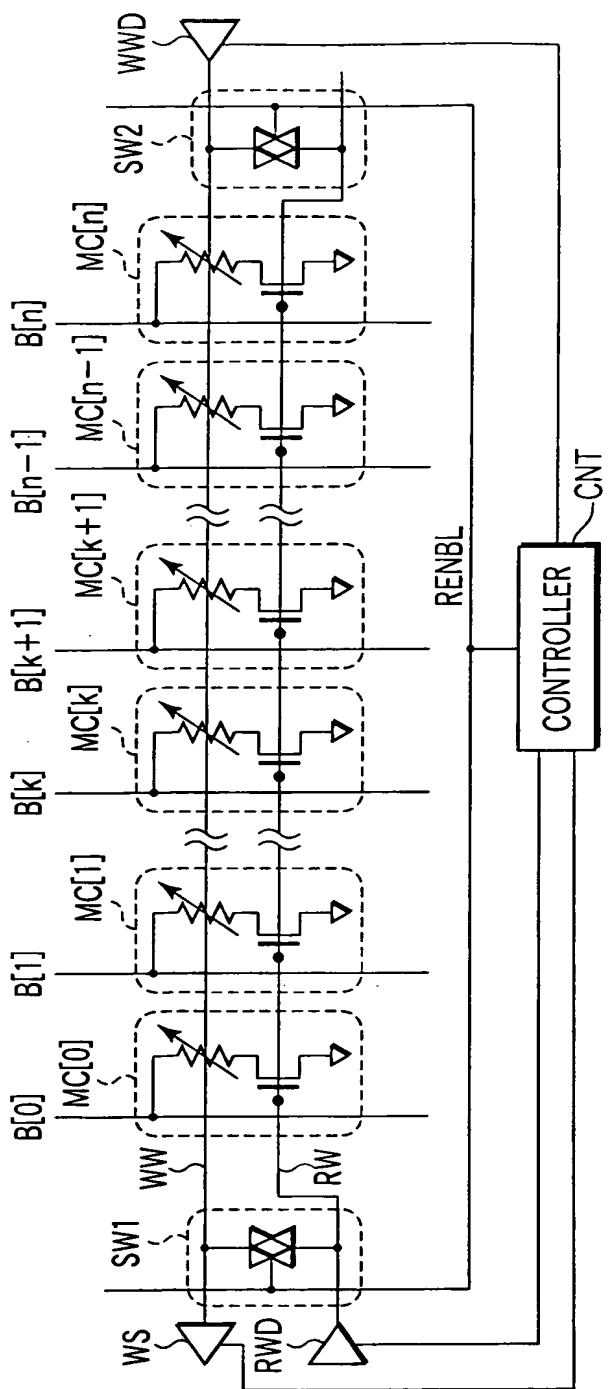 B[0]
B[1]
B[k]
B[k+1]
B[n-1]
B[n]
MC[0]
MC[1]
MC[k]
MC[k+1]
MC[n-1]
MC[n]
SW1
SW2
WS
WW
WWD
RWD
RW
RENBL
CONTROLLER
CNT